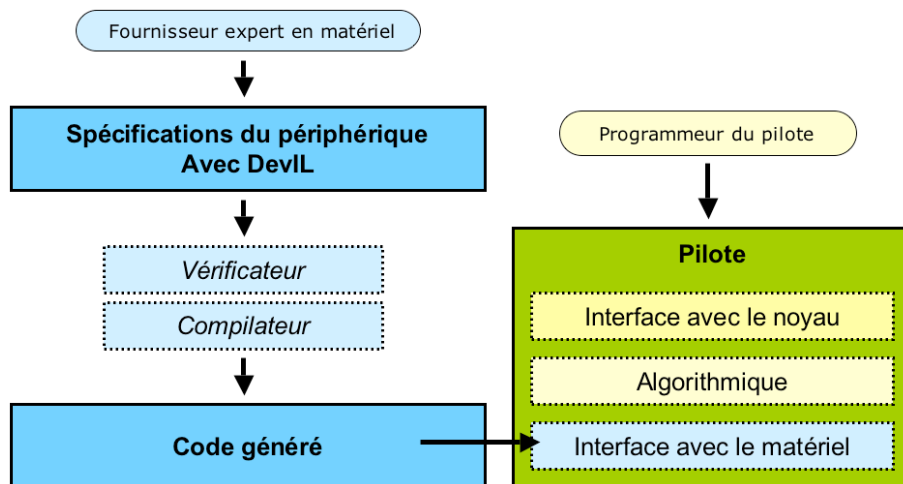 Fournisseur expert en matériel
Spécifications du périphérique
Avec DevIL
Programmeur du pilote
Vérificateur
Compilateur
Code généré
Pilote
Interface avec le noyau
Algorithmique
Interface avec le matériel